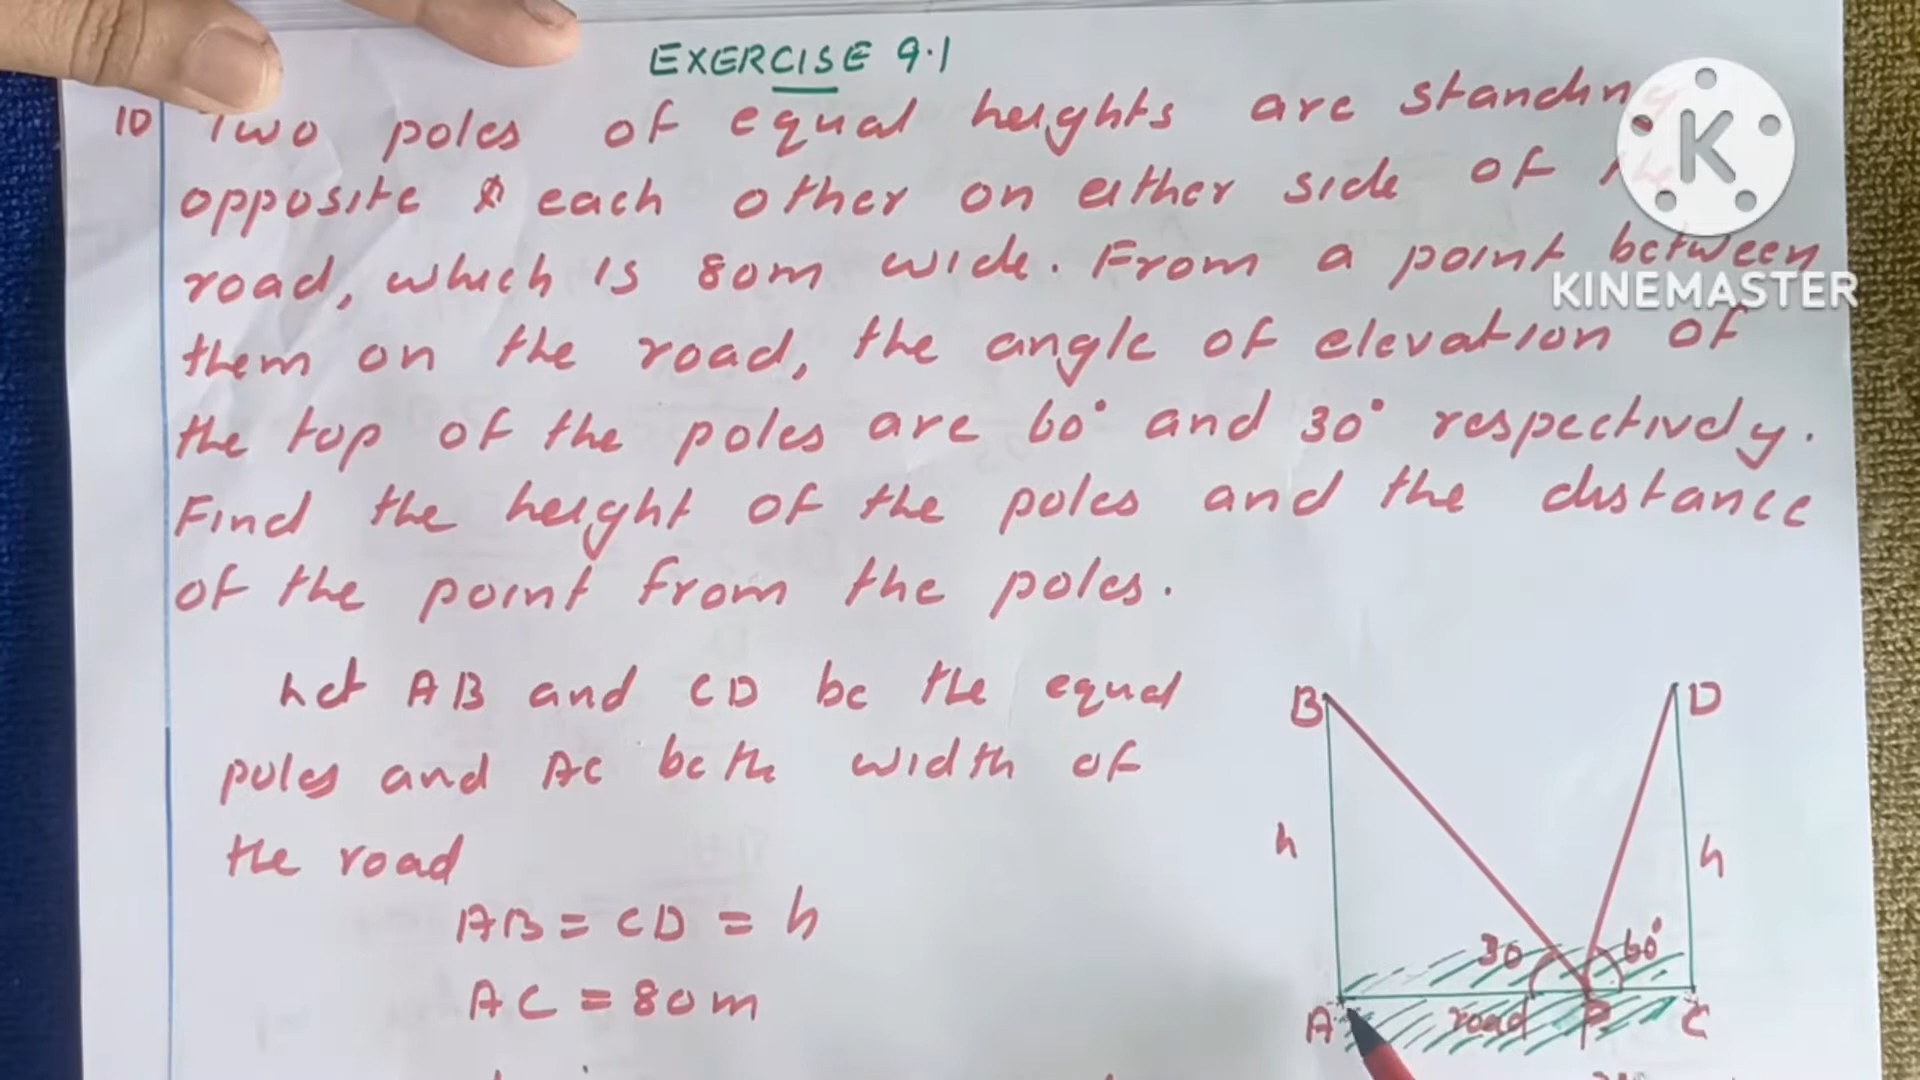 EXERCISE 9.1
10 Two poles of equal heights are standing
opposite each other on either side of the
road, which is 80m wide. From a point between
them on the road, the angle of elevation of
the top of the poles are 60° and 30° respectively.
Find the height of the poles and the distance
of the point from the poles.
Let AB and CD be the equal
poles and AC be the width of
the road
AB = CD = h
AC = 80m
B D
h h
30 60°
A road P C
K
KINEMASTER